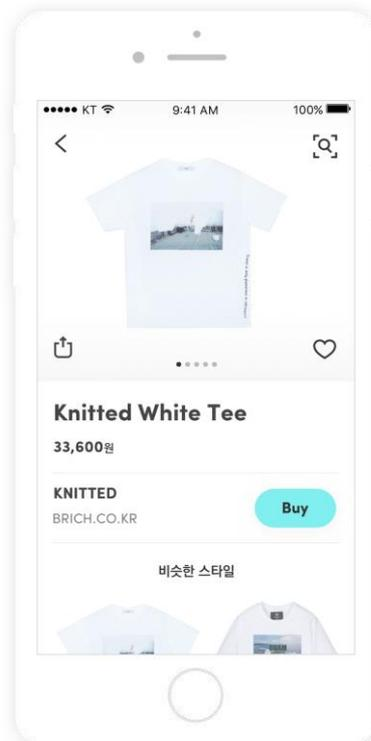 KT
9:41 AM
100%
Knitted White Tee
33,600원
KNITTED
BRICH.CO.KR
Buy
비슷한 스타일